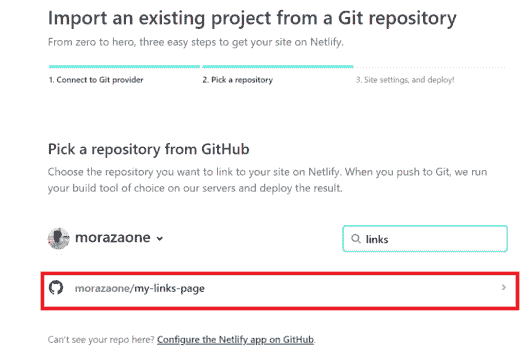 Import an existing project from a Git repository
From zero to hero, three easy steps to get your site on Netlify.
1. Connect to Git provider
2. Pick a repository
3. Site settings, and deploy!
Pick a repository from GitHub
Choose the repository you want to link to your site on Netlify. When you push to Git, we run
your build tool of choice on our servers and deploy the result.
morazaone
links
morazaone/my-links-page
Can't see your repo here? Configure the Netlify app on GitHub.